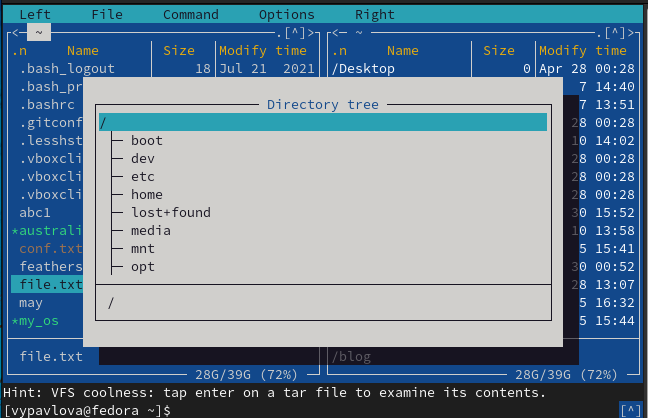 Left File Command Options Right
~ .[^] ~ .[^]
.n Name Size Modify time .n Name Size Modify time
.bash_logout 18 Jul 21 2021 /Desktop 0 Apr 28 00:28
.bash_pr 7 14:40
Directory tree
.bashrc 7 13:51
/
.gitconf 28 00:28
boot
.lesshst 10 14:02
dev
.vboxcli 28 00:28
etc
.vboxcli 28 00:28
home
.vboxcli 28 00:28
lost+found
abc1 30 15:52
media
*australi 10 13:58
mnt
conf.txt 5 15:41
opt
feathers 30 00:52
file.txt 28 13:07
/
may 5 16:32
*my_os 5 15:44
file.txt /blog
28G/39G (72%) 28G/39G (72%)
Hint: VFS coolness: tap enter on a tar file to examine its contents.
[vypavlova@fedora ~]$ [^]